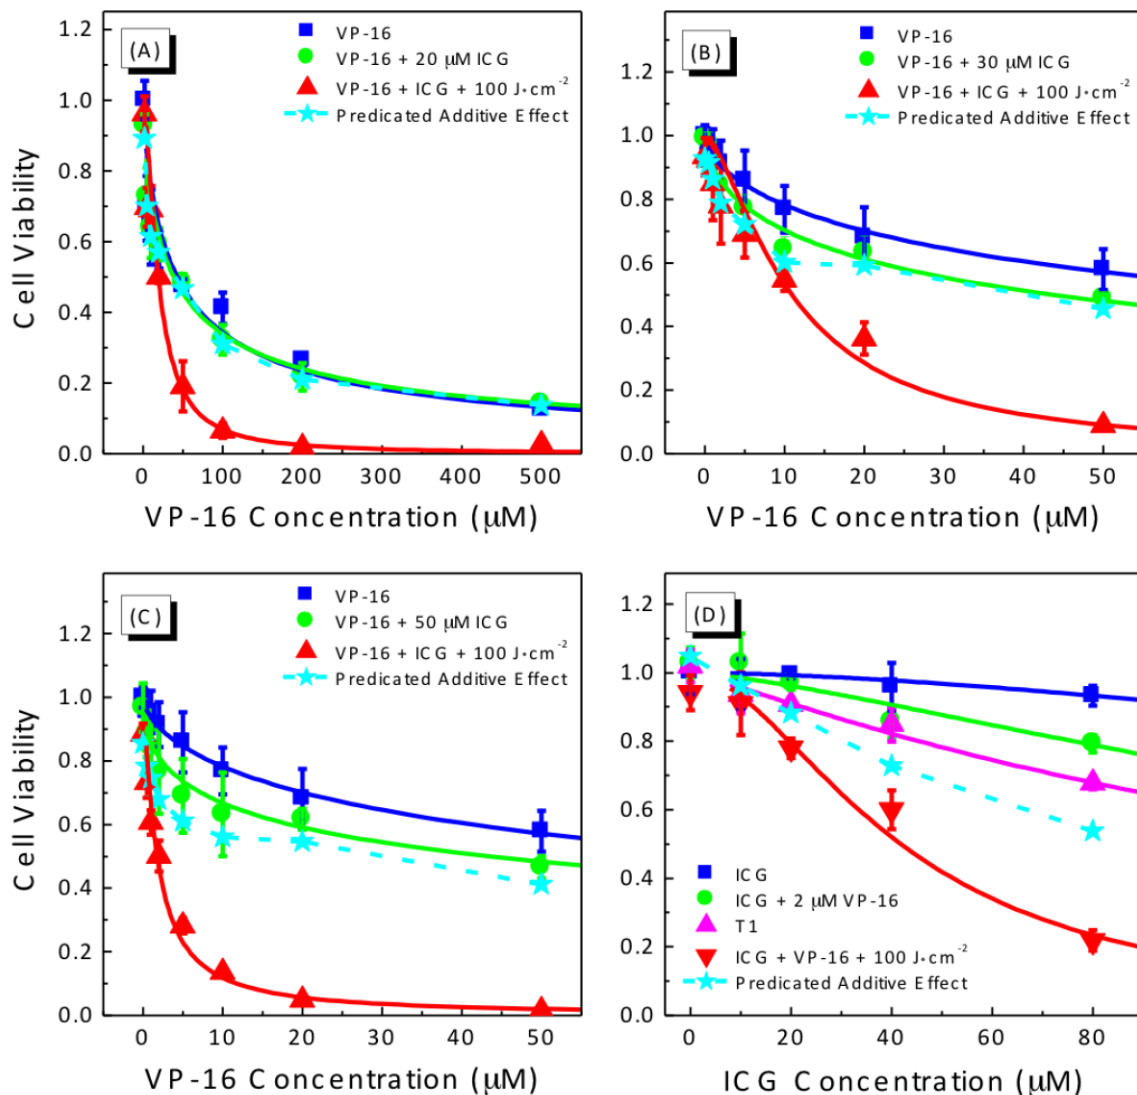 (A)
VP-16
VP-16 + 20 μM ICG
VP-16 + ICG + 100 J·cm⁻²
Predicated Additive Effect
Cell Viability
1.2
1.0
0.8
0.6
0.4
0.2
0.0
0 100 200 300 400 500
VP-16 Concentration (μM)
(B)
VP-16
VP-16 + 30 μM ICG
VP-16 + ICG + 100 J·cm⁻²
Predicated Additive Effect
1.2
1.0
0.8
0.6
0.4
0.2
0.0
0 10 20 30 40 50
VP-16 Concentration (μM)
(C)
VP-16
VP-16 + 50 μM ICG
VP-16 + ICG + 100 J·cm⁻²
Predicated Additive Effect
Cell Viability
1.2
1.0
0.8
0.6
0.4
0.2
0.0
0 10 20 30 40 50
VP-16 Concentration (μM)
(D)
1.2
1.0
0.8
0.6
0.4
0.2
0.0
ICG
ICG + 2 μM VP-16
T1
ICG + VP-16 + 100 J·cm⁻²
Predicated Additive Effect
0 20 40 60 80
ICG Concentration (μM)